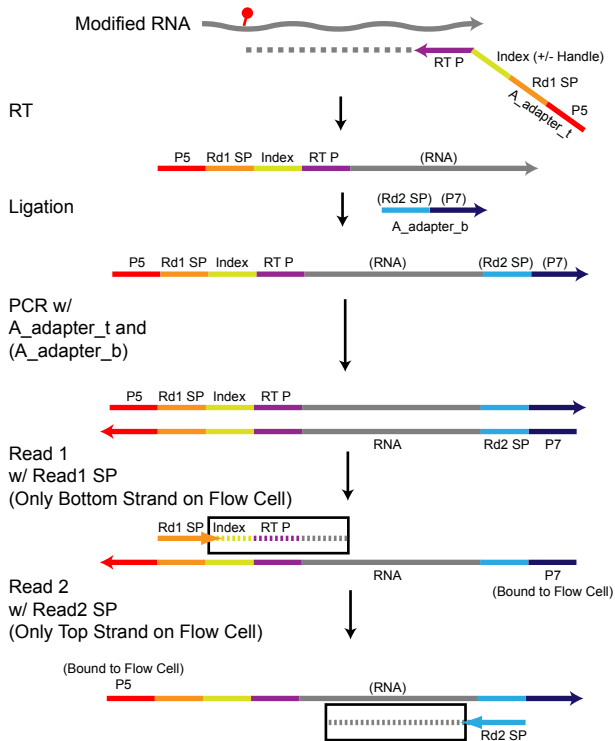 Modified RNA
Index (+/- Handle)
RT P
Rd1 SP
A_adapter_t
P5
RT
P5 Rd1 SP Index RT P (RNA)
Ligation
(Rd2 SP) (P7)
A_adapter_b
P5 Rd1 SP Index RT P (RNA) (Rd2 SP) (P7)
PCR w/
A_adapter_t and
(A_adapter_b)
P5 Rd1 SP Index RT P
RNA Rd2 SP P7
Read 1
w/ Read1 SP
(Only Bottom Strand on Flow Cell)
Rd1 SP Index RT P
RNA Rd2 SP P7
(Bound to Flow Cell)
Read 2
w/ Read2 SP
(Only Top Strand on Flow Cell)
(Bound to Flow Cell)
P5 (RNA)
Rd2 SP